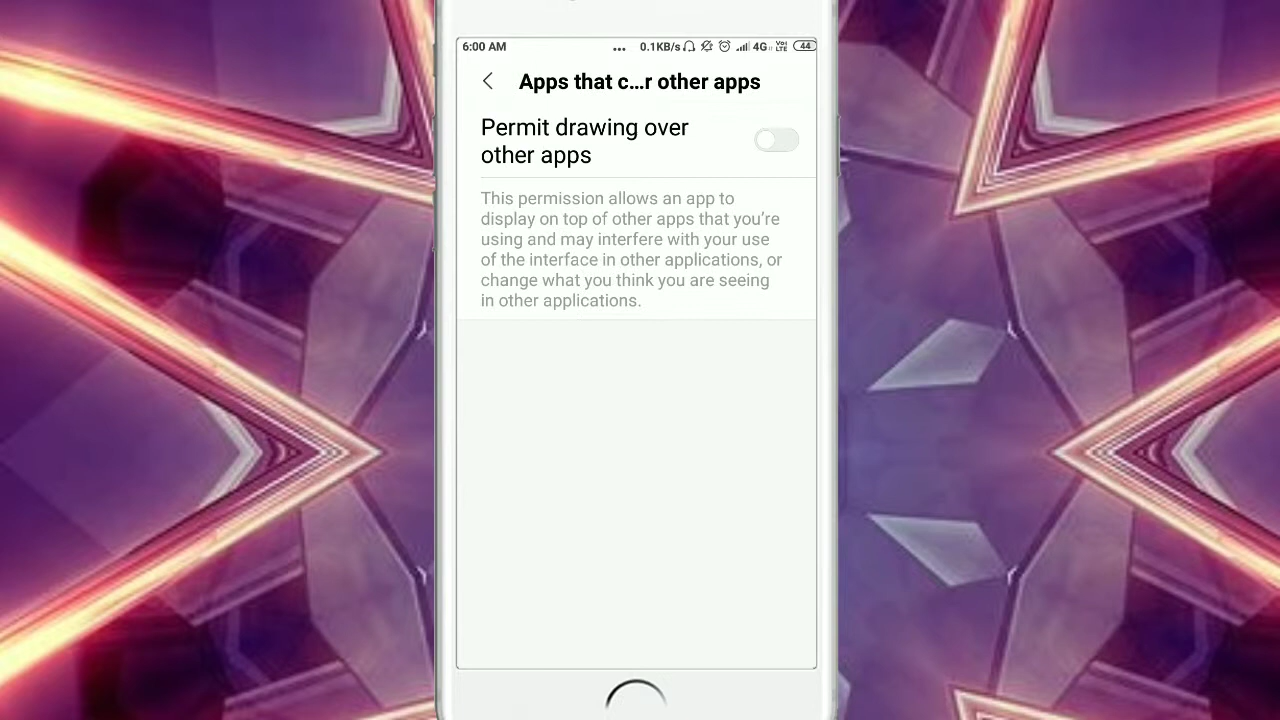 6:00 AM ... 0.1KB/s 4G Vo LTE 44
Apps that c...r other apps
Permit drawing over
other apps
This permission allows an app to
display on top of other apps that you’re
using and may interfere with your use
of the interface in other applications, or
change what you think you are seeing
in other applications.